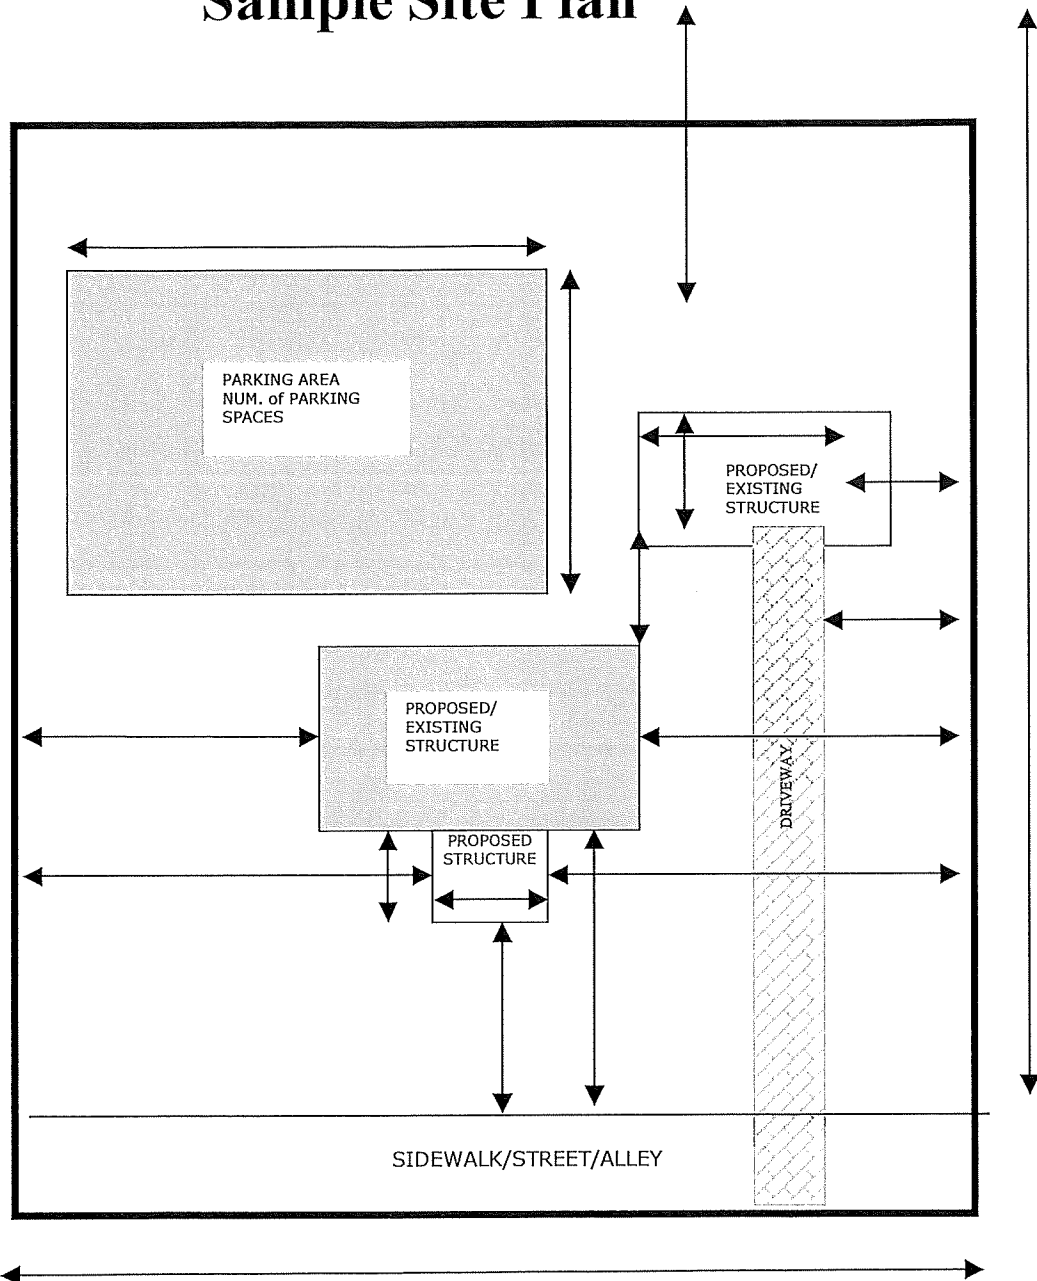 Sample Site Plan
PARKING AREA
NUM. of PARKING
SPACES
PROPOSED/
EXISTING
STRUCTURE
PROPOSED/
EXISTING
STRUCTURE
DRIVEWAY
PROPOSED
STRUCTURE
SIDEWALK/STREET/ALLEY